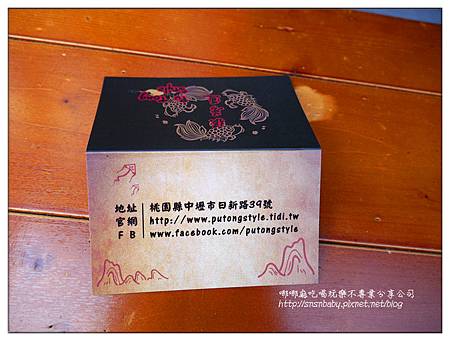 地址 桃園縣中壢市日新路39號
官網 http://www.putongstyle.tidi.tw
FB www.facebook.com/putongstyle
嘟嘟麻吃喝玩樂不專業分享公司
http://snsnbaby.pixnet.net/blog